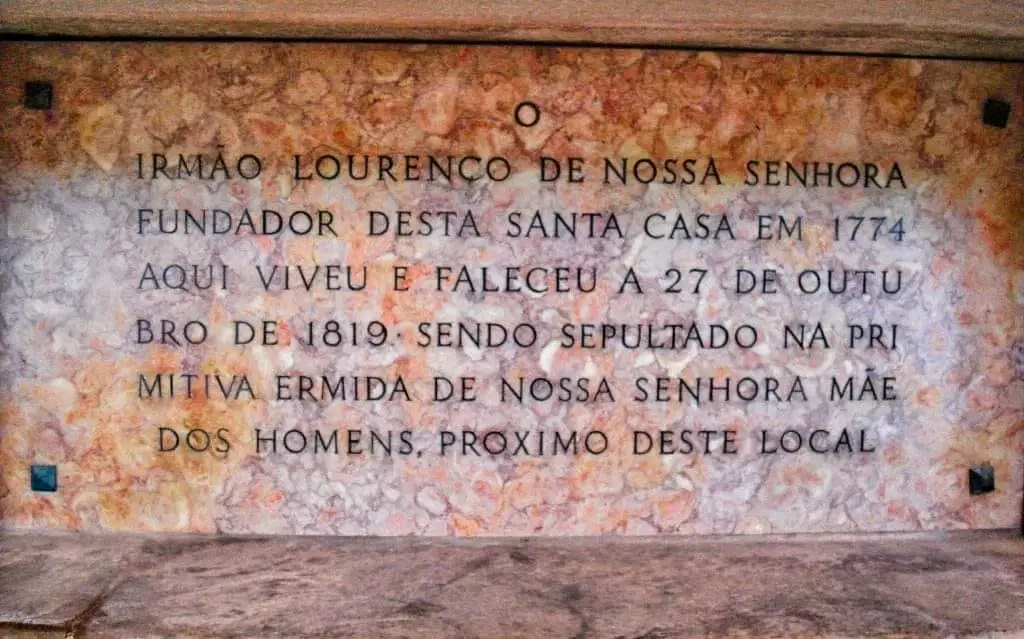 O
IRMÃO LOURENCO DE NOSSA SENHORA
FUNDADOR DESTA SANTA CASA EM 1774
AQUI VIVEU E FALECEU A 27 DE OUTU
BRO DE 1819· SENDO SEPULTADO NA PRI
MITIVA ERMIDA DE NOSSA SENHORA MÃE
DOS HOMENS, PROXIMO DESTE LOCAL